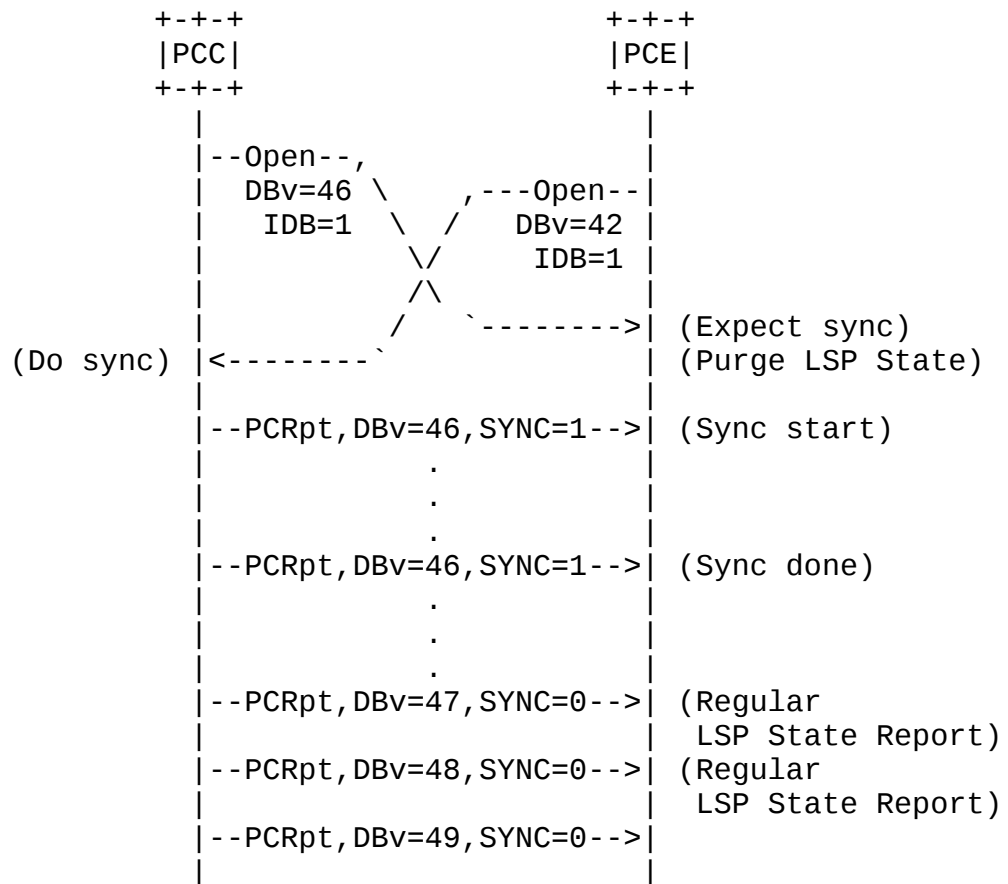 +-+-+                    +-+-+
|PCC|                    |PCE|
+-+-+                    +-+-+
  |                        |
  |--Open--,               |
  |  DBv=46 \    ,---Open--|
  |   IDB=1  \  /   DBv=42 |
  |           \/     IDB=1 |
  |           /\           |
  |          /  `-------->| (Expect sync)
(Do sync) |<--------`              | (Purge LSP State)
  |                        |
  |--PCRpt,DBv=46,SYNC=1-->| (Sync start)
  |            .           |
  |            .           |
  |            .           |
  |--PCRpt,DBv=46,SYNC=1-->| (Sync done)
  |            .           |
  |            .           |
  |            .           |
  |--PCRpt,DBv=47,SYNC=0-->| (Regular
  |                        |  LSP State Report)
  |--PCRpt,DBv=48,SYNC=0-->| (Regular
  |                        |  LSP State Report)
  |--PCRpt,DBv=49,SYNC=0-->|
  |                        |